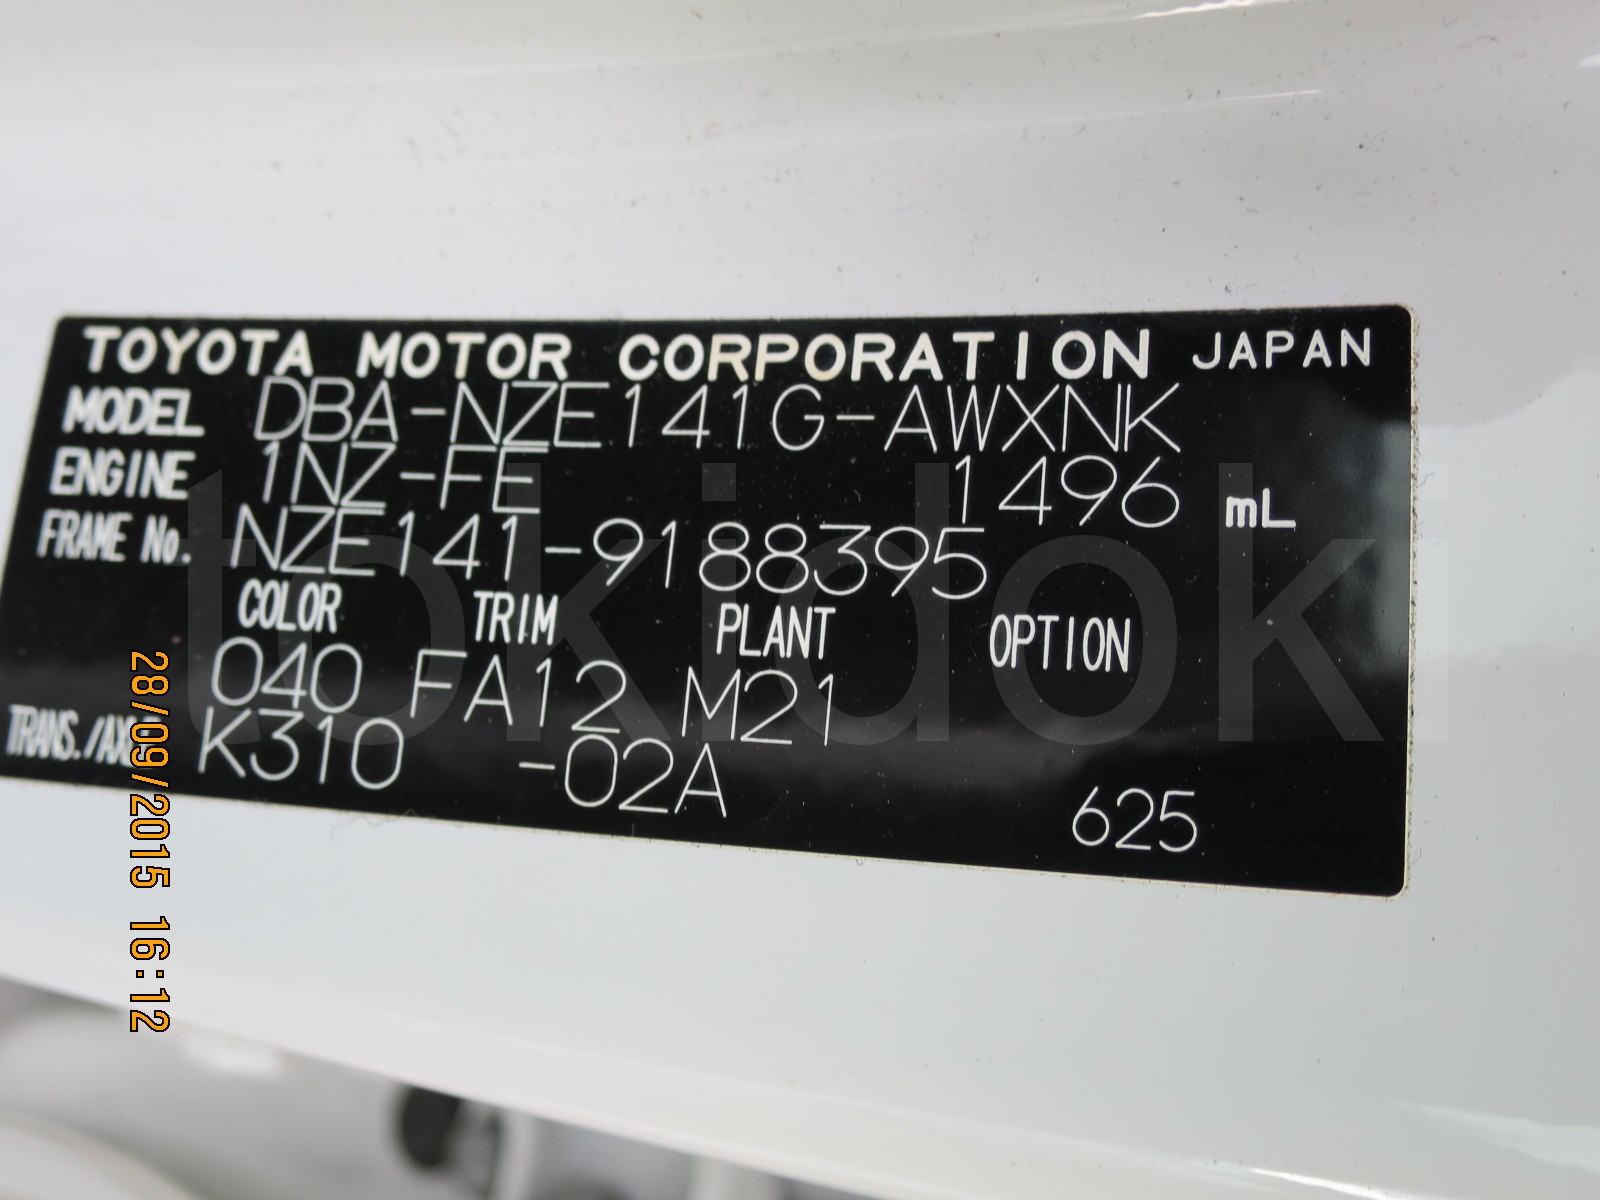 TOYOTA MOTOR CORPORATION JAPAN
MODEL DBA-NZE141G-AWXNK
ENGINE 1NZ-FE 1496 mL
FRAME No. NZE141-9188395
COLOR TRIM PLANT OPTION
040 FA12 M21
TRANS./AXLE K310 -02A
625
28/09/2015 16:12
tokidoki